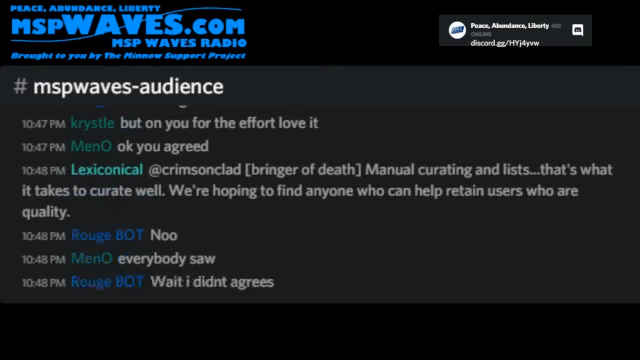 PEACE, ABUNDANCE, LIBERTY
MSPWAVES.COM
MSP WAVES RADIO
Brought to you by The Minnow Support Project
Peace, Abundance, Liberty
ONLINE
discord.gg/HYj4yvw
# mspwaves-audience
10:47 PM krystle but on you for the effort love it
10:47 PM MenO ok you agreed
10:48 PM Lexiconical @crimsonclad [bringer of death] Manual curating and lists...that's what
it takes to curate well. We're hoping to find anyone who can help retain users who are
quality.
10:48 PM Rouge BOT Noo
10:48 PM MenO everybody saw
10:48 PM Rouge BOT Wait i didnt agrees